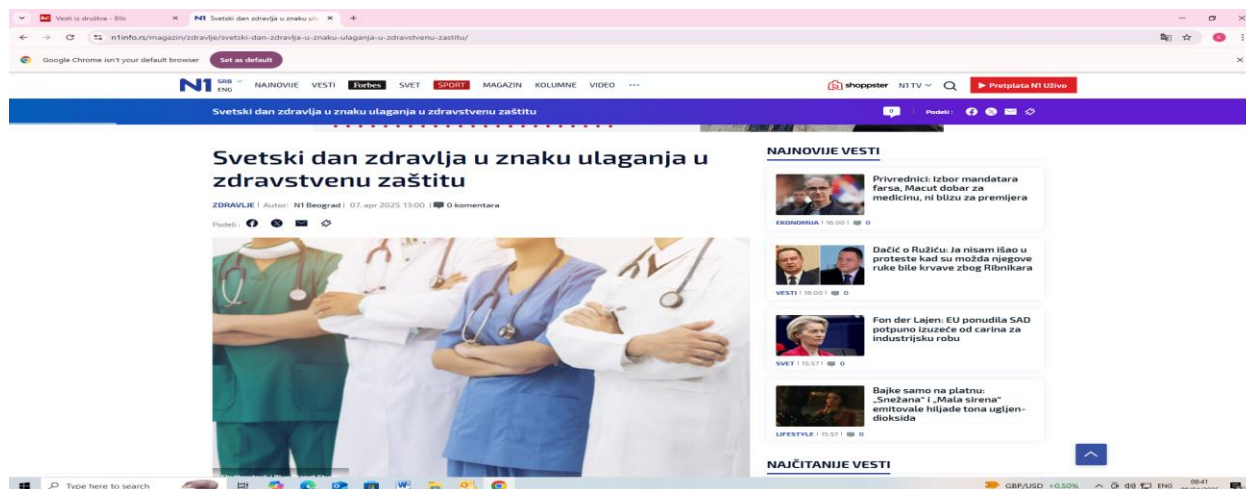 Vesti iz društva - Blic
N1 Svetski dan zdravlja u znaku ul
n1info.rs/magazin/zdravlje/svetski-dan-zdravlja-u-znaku-ulaganja-u-zdravstvenu-zastitu/
Google Chrome isn't your default browser Set as default
N1 SRB ENG NAJNOVIJE VESTI Forbes SVET SPORT MAGAZIN KOLUMNE VIDEO ... shoppster N1 TV Pretplata N1 Uživo
Svetski dan zdravlja u znaku ulaganja u zdravstvenu zaštitu 0 Podeli:
Svetski dan zdravlja u znaku ulaganja u
zdravstvenu zaštitu
ZDRAVLJE | Autor: N1 Beograd | 07. apr 2025 13:00 | 0 komentara
Podeli:
NAJNOVIJE VESTI
Privrednici: Izbor mandatara
farsa, Macut dobar za
medicinu, ni blizu za premijera
EKONOMIJA | 16:00 | 0
Dačić o Ružiću: Ja nisam išao u
proteste kad su možda njegove
ruke bile krvave zbog Ribnikara
VESTI | 16:00 | 0
Fon der Lajen: EU ponudila SAD
potpuno izuzeće od carina za
industrijsku robu
SVET | 15:57 | 0
Bajke samo na platnu:
„Snežana" i „Mala sirena"
emitovale hiljade tona ugljen-
dioksida
LIFESTYLE | 15:51 | 0
NAJČITANIJE VESTI
Type here to search GBP/USD +0.50% ENG 08:41